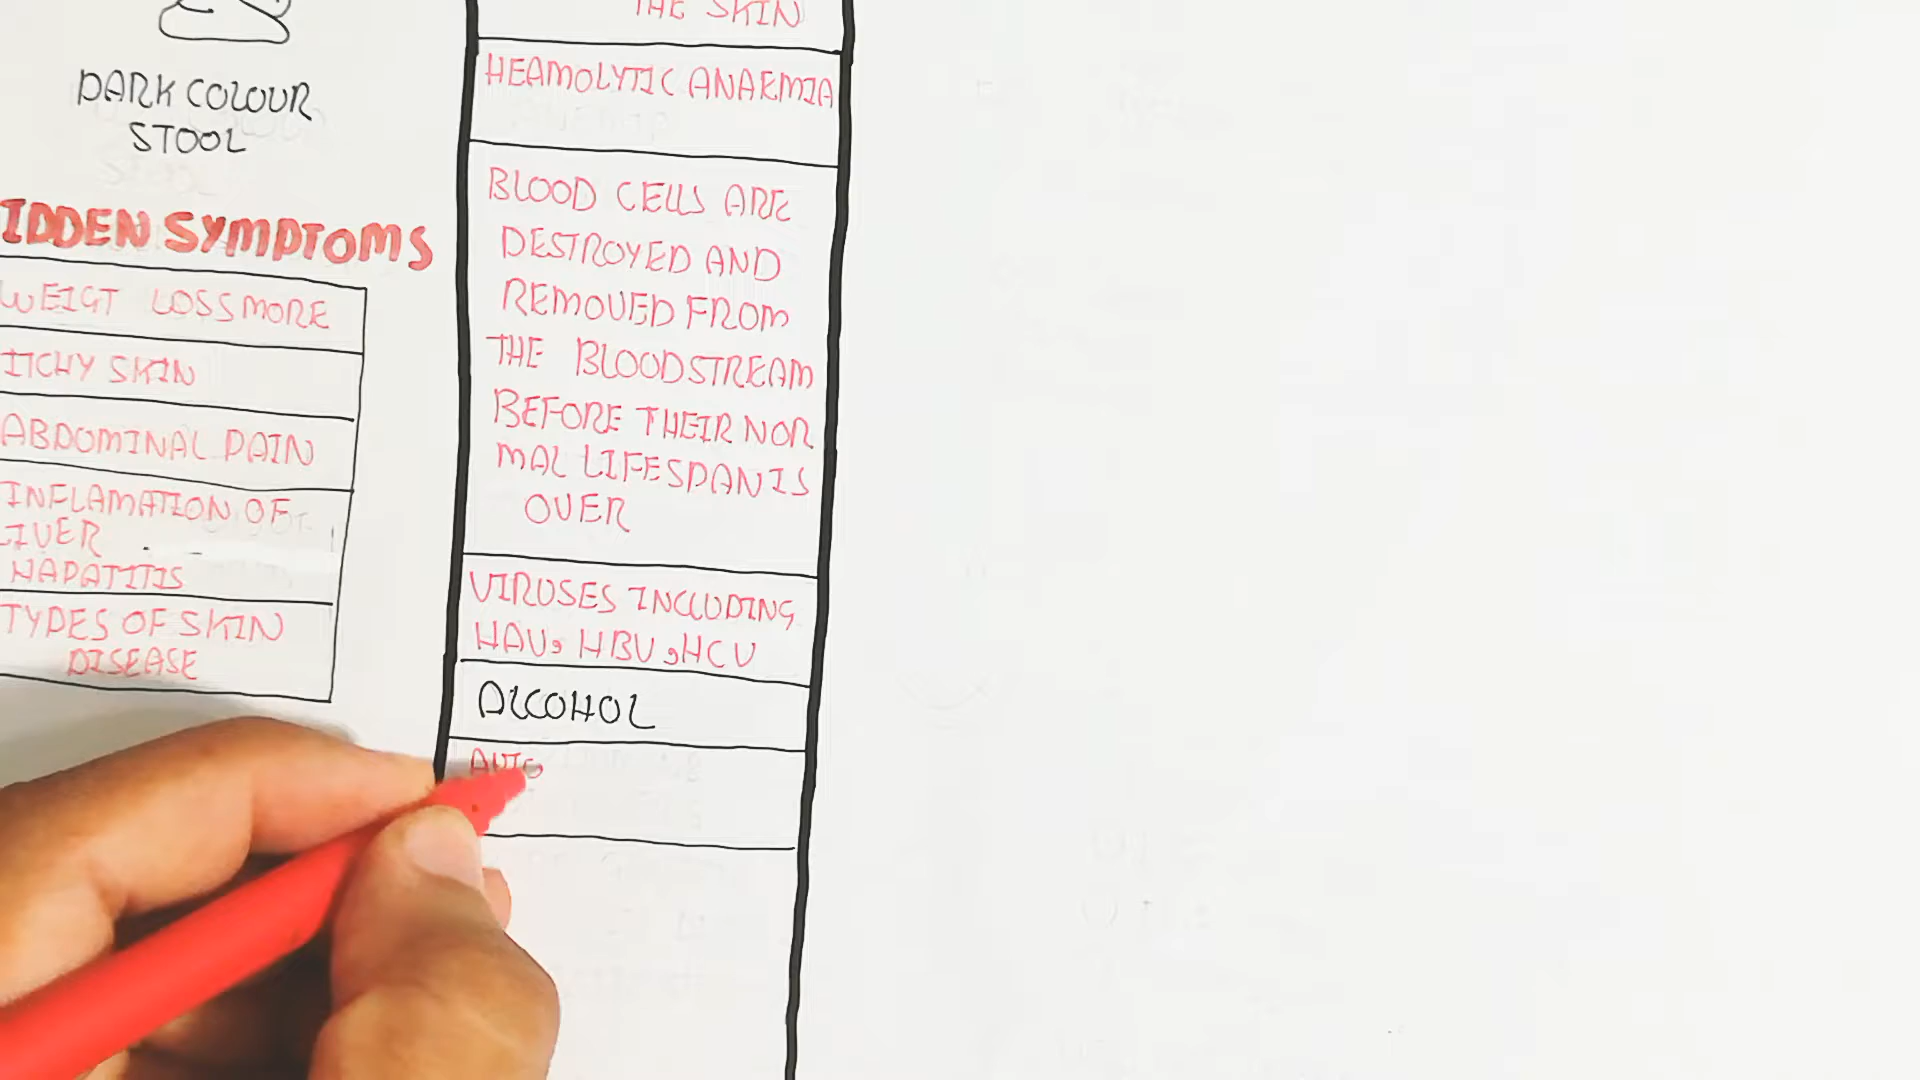 DARK COLOUR
STOOL
IDDEN SYMPTOMS
WEIGT LOSS MORE
ITCHY SKIN
ABDOMINAL PAIN
INFLAMATION OF
LIVER
HAPATITIS
TYPES OF SKIN
DISEASE
THE SKIN
HEAMOLYTIC ANAEMIA
BLOOD CELLS ARE
DESTROYED AND
REMOVED FROM
THE BLOODSTREAM
BEFORE THEIR NOR
MAL LIFESPAN IS
OVER
VIRUSES INCLUDING
HAV, HBV, HCV
ALCOHOL
AUTO